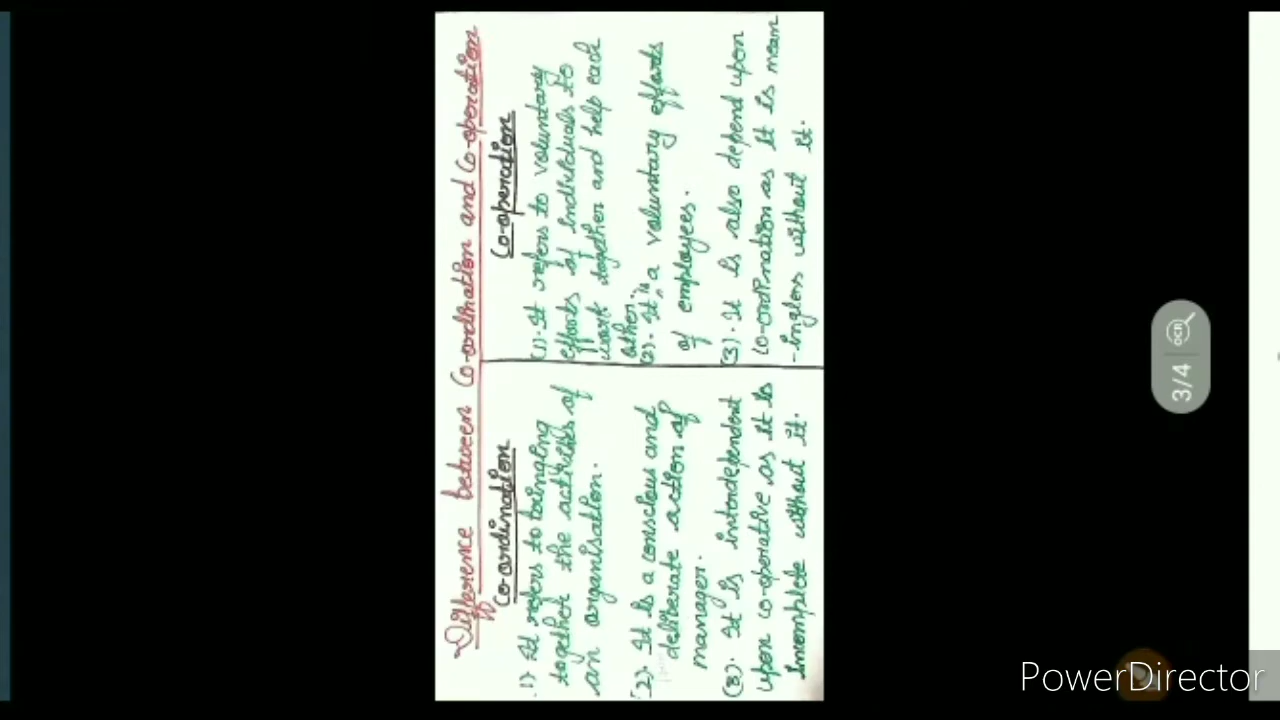 Difference between Co-ordination and Co-operation
Co-ordination
(1). It refers to bringing
together the activities of
an organisation.
(2). It is a conscious and
deliberate action of
manager.
(3). It is interdependent
upon co-operative as it is
incomplete without it.
Co-operation
(1). It refers to voluntary
efforts of individuals to
work together and help each
other.
(2). It is a voluntary efforts
of employees.
(3). It is also depend upon
co-ordination as it is mean
-ingless without it.
3/4
OCR
PowerDirector